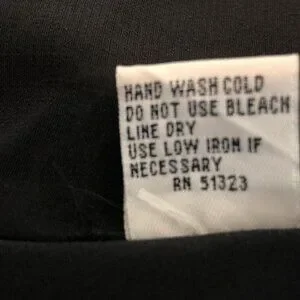 HAND WASH COLD
DO NOT USE BLEACH
LINE DRY
USE LOW IRON IF
NECESSARY
RN 51323